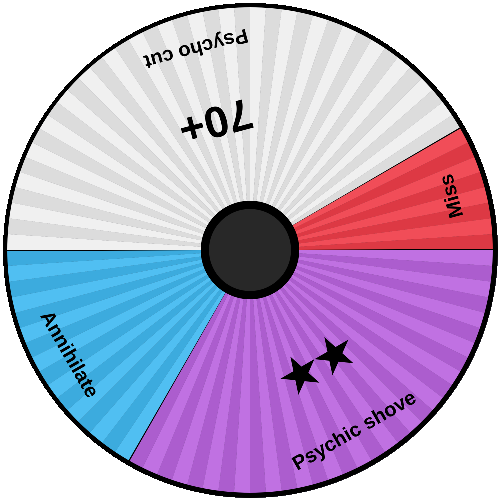 Psycho cut
70+
Miss
Psychic shove
★★
Annihilate